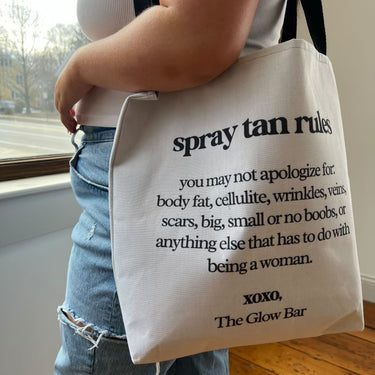 spray tan rules
you may not apologize for:
body fat, cellulite, wrinkles, veins,
scars, big, small or no boobs, or
anything else that has to do with
being a woman.
xoxo,
The Glow Bar